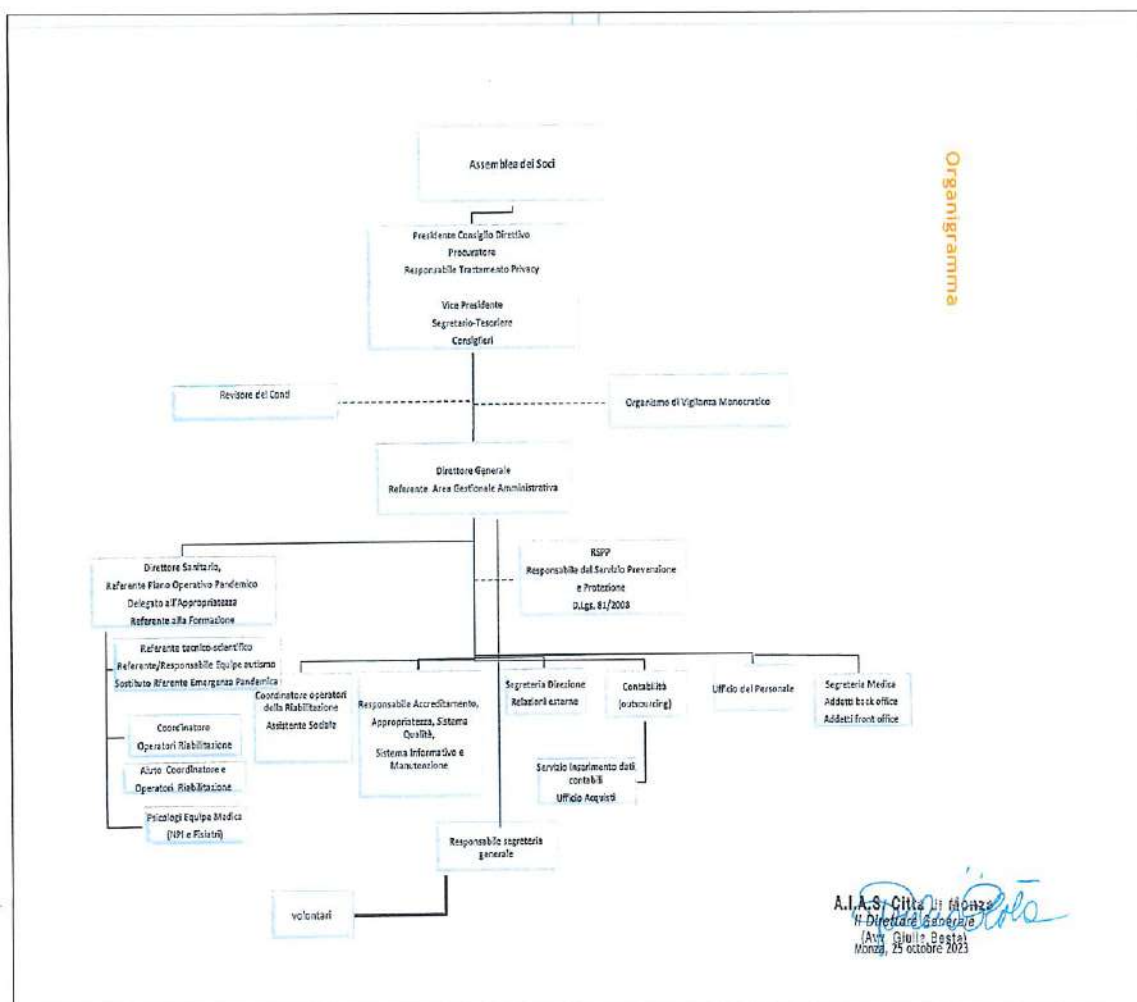 Organigramma
Assemblea dei Soci
Presidente Consiglio Direttivo
Procuratore
Responsabile Trattamento Privacy
Vice Presidente
Segretario-Tesoriere
Consiglieri
Revisore dei Conti
Organismo di Vigilanza Monocratico
Direttore Generale
Referente Area Gestionale Amministrativa
Direttore Sanitario,
Referente Piano Operativo Pandemico
Delegato all'Appropriatezza
Referente alla Formazione
RSPP
Responsabile del Servizio Prevenzione
e Protezione
D.Lgs. 81/2008
Referente tecnico-scientifico
Referente/Responsabile Equipe autismo
Sostituto Rferente Emergenza Pandemica
Coordinatore
Operatori Riabilitazione
Aiuto Coordinatore e
Operatori Riabilitazione
Psicologi Equipe Medica
(NPI e Fisiatri)
Coordinatore operatori
della Riabilitazione
Assistente Sociale
Responsabile Accreditamento,
Appropriatezza, Sistema
Qualità,
Sistema Informativo e
Manutenzione
Segreteria Direzione
Relazioni esterne
Contabilità
(outsourcing)
Servizio Inserimento dati
contabili
Ufficio Acquisti
Ufficio del Personale
Segreteria Medica
Addetti back office
Addetti front office
Responsabile segreteria
generale
volontari
A.I.A.S. Città di Monza
Il Direttore Generale
(Avv. Giulia Besta)
Monza, 25 ottobre 2023